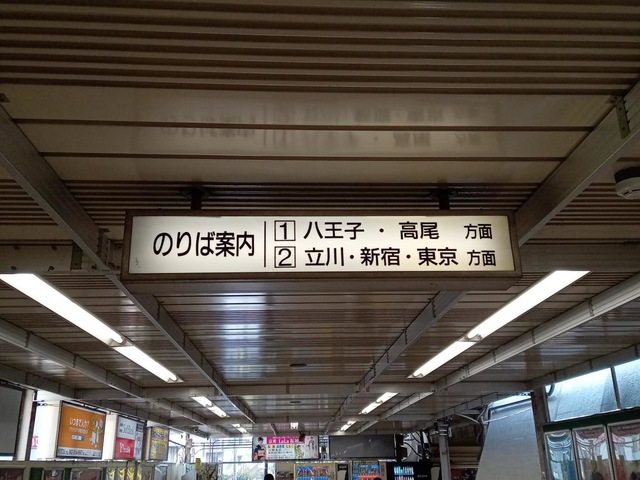 のりば案内
1 八王子・高尾 方面
2 立川・新宿・東京 方面